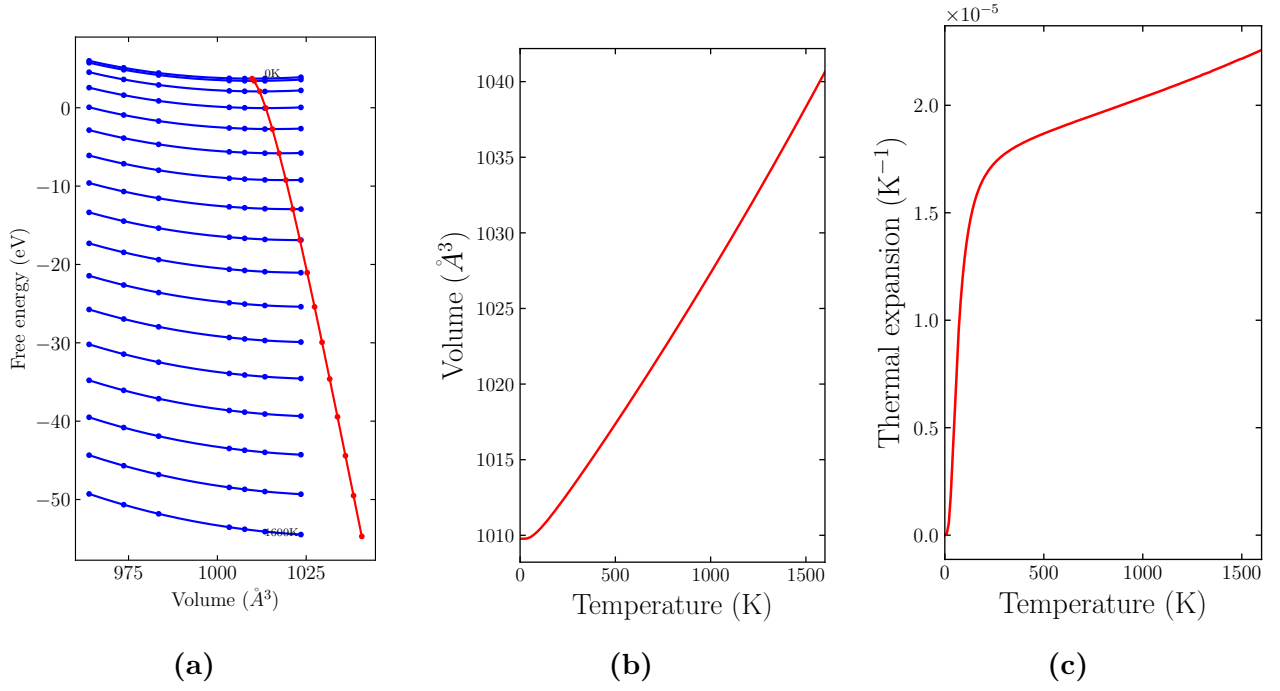 0
−10
−20
−30
−40
−50
Free energy (eV)
0K
1600K
975 1000 1025
Volume (Å³)
(a)
1040
1035
1030
1025
1020
1015
1010
Volume (Å³)
0 500 1000 1500
Temperature (K)
(b)
×10⁻⁵
2.0
1.5
1.0
0.5
0.0
Thermal expansion (K⁻¹)
0 500 1000 1500
Temperature (K)
(c)